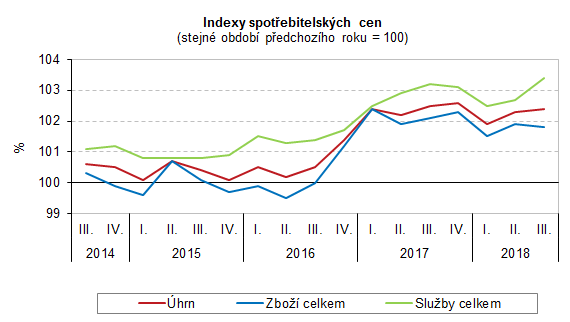 Indexy spotřebitelských cen
(stejné období předchozího roku = 100)
104
103
102
101
100
99
%
III. IV. I. II. III. IV. I. II. III. IV. I. II. III. IV. I. II. III.
2014 2015 2016 2017 2018
Úhrn Zboží celkem Služby celkem